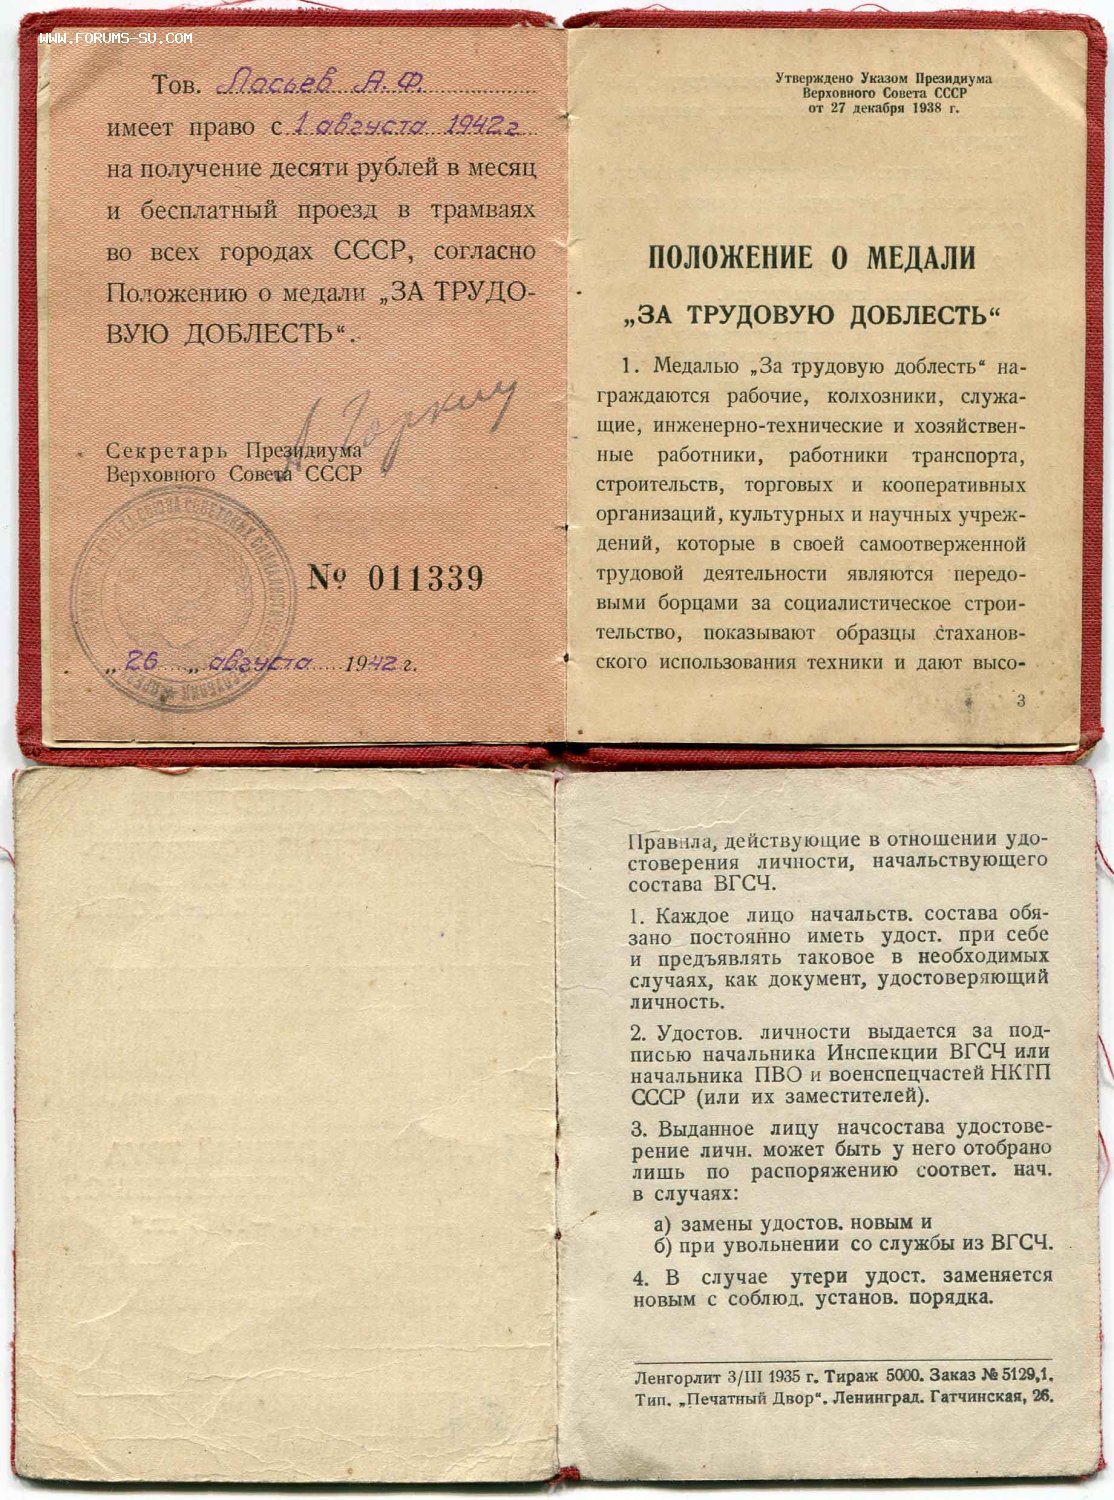 www.forums-su.com
Тов. Ласьев А.Ф.
имеет право с 1 августа 1942 г
на получение десяти рублей в месяц
и бесплатный проезд в трамваях
во всех городах СССР, согласно
Положению о медали „ЗА ТРУДО-
ВУЮ ДОБЛЕСТЬ“.
А Горкин
Секретарь Президиума
Верховного Совета СССР
№ 011339
„26„ августа 1942 г.
Утверждено Указом Президиума
Верховного Совета СССР
от 27 декабря 1938 г.
ПОЛОЖЕНИЕ О МЕДАЛИ
„ЗА ТРУДОВУЮ ДОБЛЕСТЬ“
1. Медалью „За трудовую доблесть“ на-
граждаются рабочие, колхозники, служа-
щие, инженерно-технические и хозяйствен-
ные работники, работники транспорта,
строительств, торговых и кооперативных
организаций, культурных и научных учреж-
дений, которые в своей самоотверженной
трудовой деятельности являются передо-
выми борцами за социалистическое строи-
тельство, показывают образцы стаханов-
ского использования техники и дают высо-
3
Правила, действующие в отношении удо-
стоверения личности, начальствующего
состава ВГСЧ.
1. Каждое лицо начальств. состава обя-
зано постоянно иметь удост. при себе
и предъявлять таковое в необходимых
случаях, как документ, удостоверяющий
личность.
2. Удостов. личности выдается за под-
писью начальника Инспекции ВГСЧ или
начальника ПВО и военспецчастей НКТП
СССР (или их заместителей).
3. Выданное лицу начсостава удостове-
рение личн. может быть у него отобрано
лишь по распоряжению соответ. нач.
в случаях:
а) замены удостов. новым и
б) при увольнении со службы из ВГСЧ.
4. В случае утери удост. заменяется
новым с соблюд. установ. порядка.
Ленгорлит 3/III 1935 г. Тираж 5000. Заказ № 5129,1.
Тип. „Печатный Двор“. Ленинград. Гатчинская, 26.